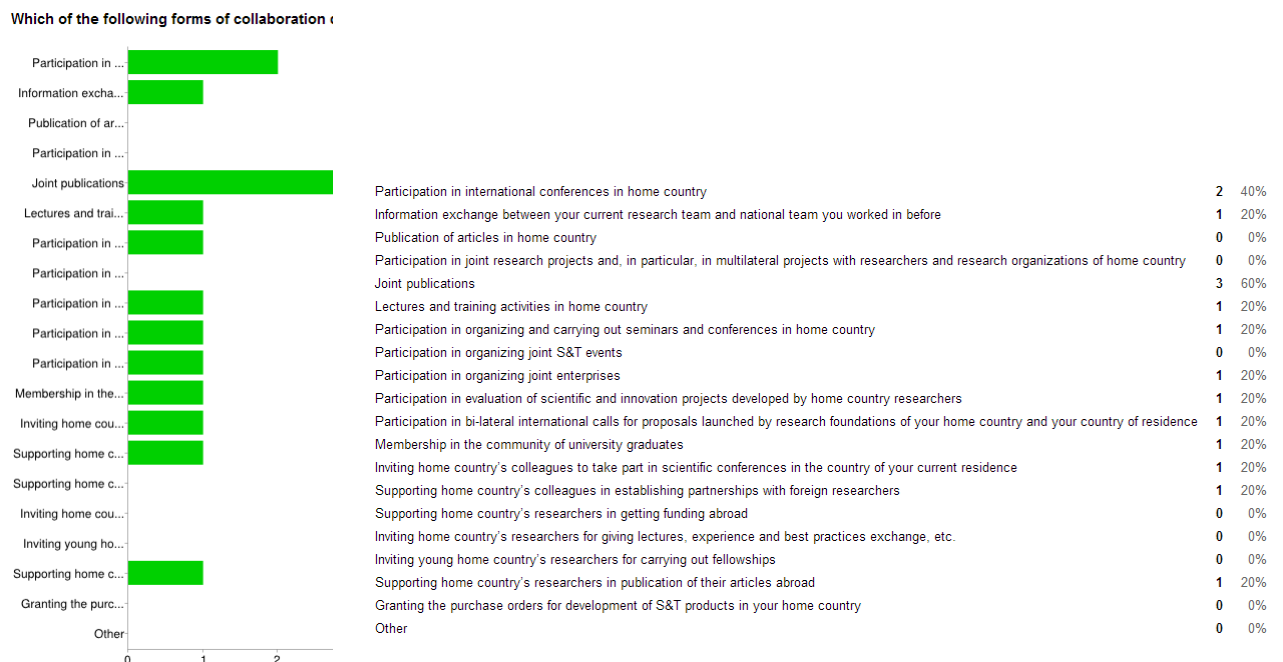 Which of the following forms of collaboration
Participation in ...
Information excha...
Publication of ar...
Participation in ...
Joint publications
Lectures and trai...
Participation in ...
Participation in ...
Participation in ...
Participation in ...
Participation in ...
Membership in the...
Inviting home cou...
Supporting home c...
Supporting home c...
Inviting home cou...
Inviting young ho...
Supporting home c...
Granting the purc...
Other
0 1 2
Participation in international conferences in home country 2 40%
Information exchange between your current research team and national team you worked in before 1 20%
Publication of articles in home country 0 0%
Participation in joint research projects and, in particular, in multilateral projects with researchers and research organizations of home country 0 0%
Joint publications 3 60%
Lectures and training activities in home country 1 20%
Participation in organizing and carrying out seminars and conferences in home country 1 20%
Participation in organizing joint S&T events 0 0%
Participation in organizing joint enterprises 1 20%
Participation in evaluation of scientific and innovation projects developed by home country researchers 1 20%
Participation in bi-lateral international calls for proposals launched by research foundations of your home country and your country of residence 1 20%
Membership in the community of university graduates 1 20%
Inviting home country's colleagues to take part in scientific conferences in the country of your current residence 1 20%
Supporting home country's colleagues in establishing partnerships with foreign researchers 1 20%
Supporting home country's researchers in getting funding abroad 0 0%
Inviting home country's researchers for giving lectures, experience and best practices exchange, etc. 0 0%
Inviting young home country's researchers for carrying out fellowships 0 0%
Supporting home country's researchers in publication of their articles abroad 1 20%
Granting the purchase orders for development of S&T products in your home country 0 0%
Other 0 0%